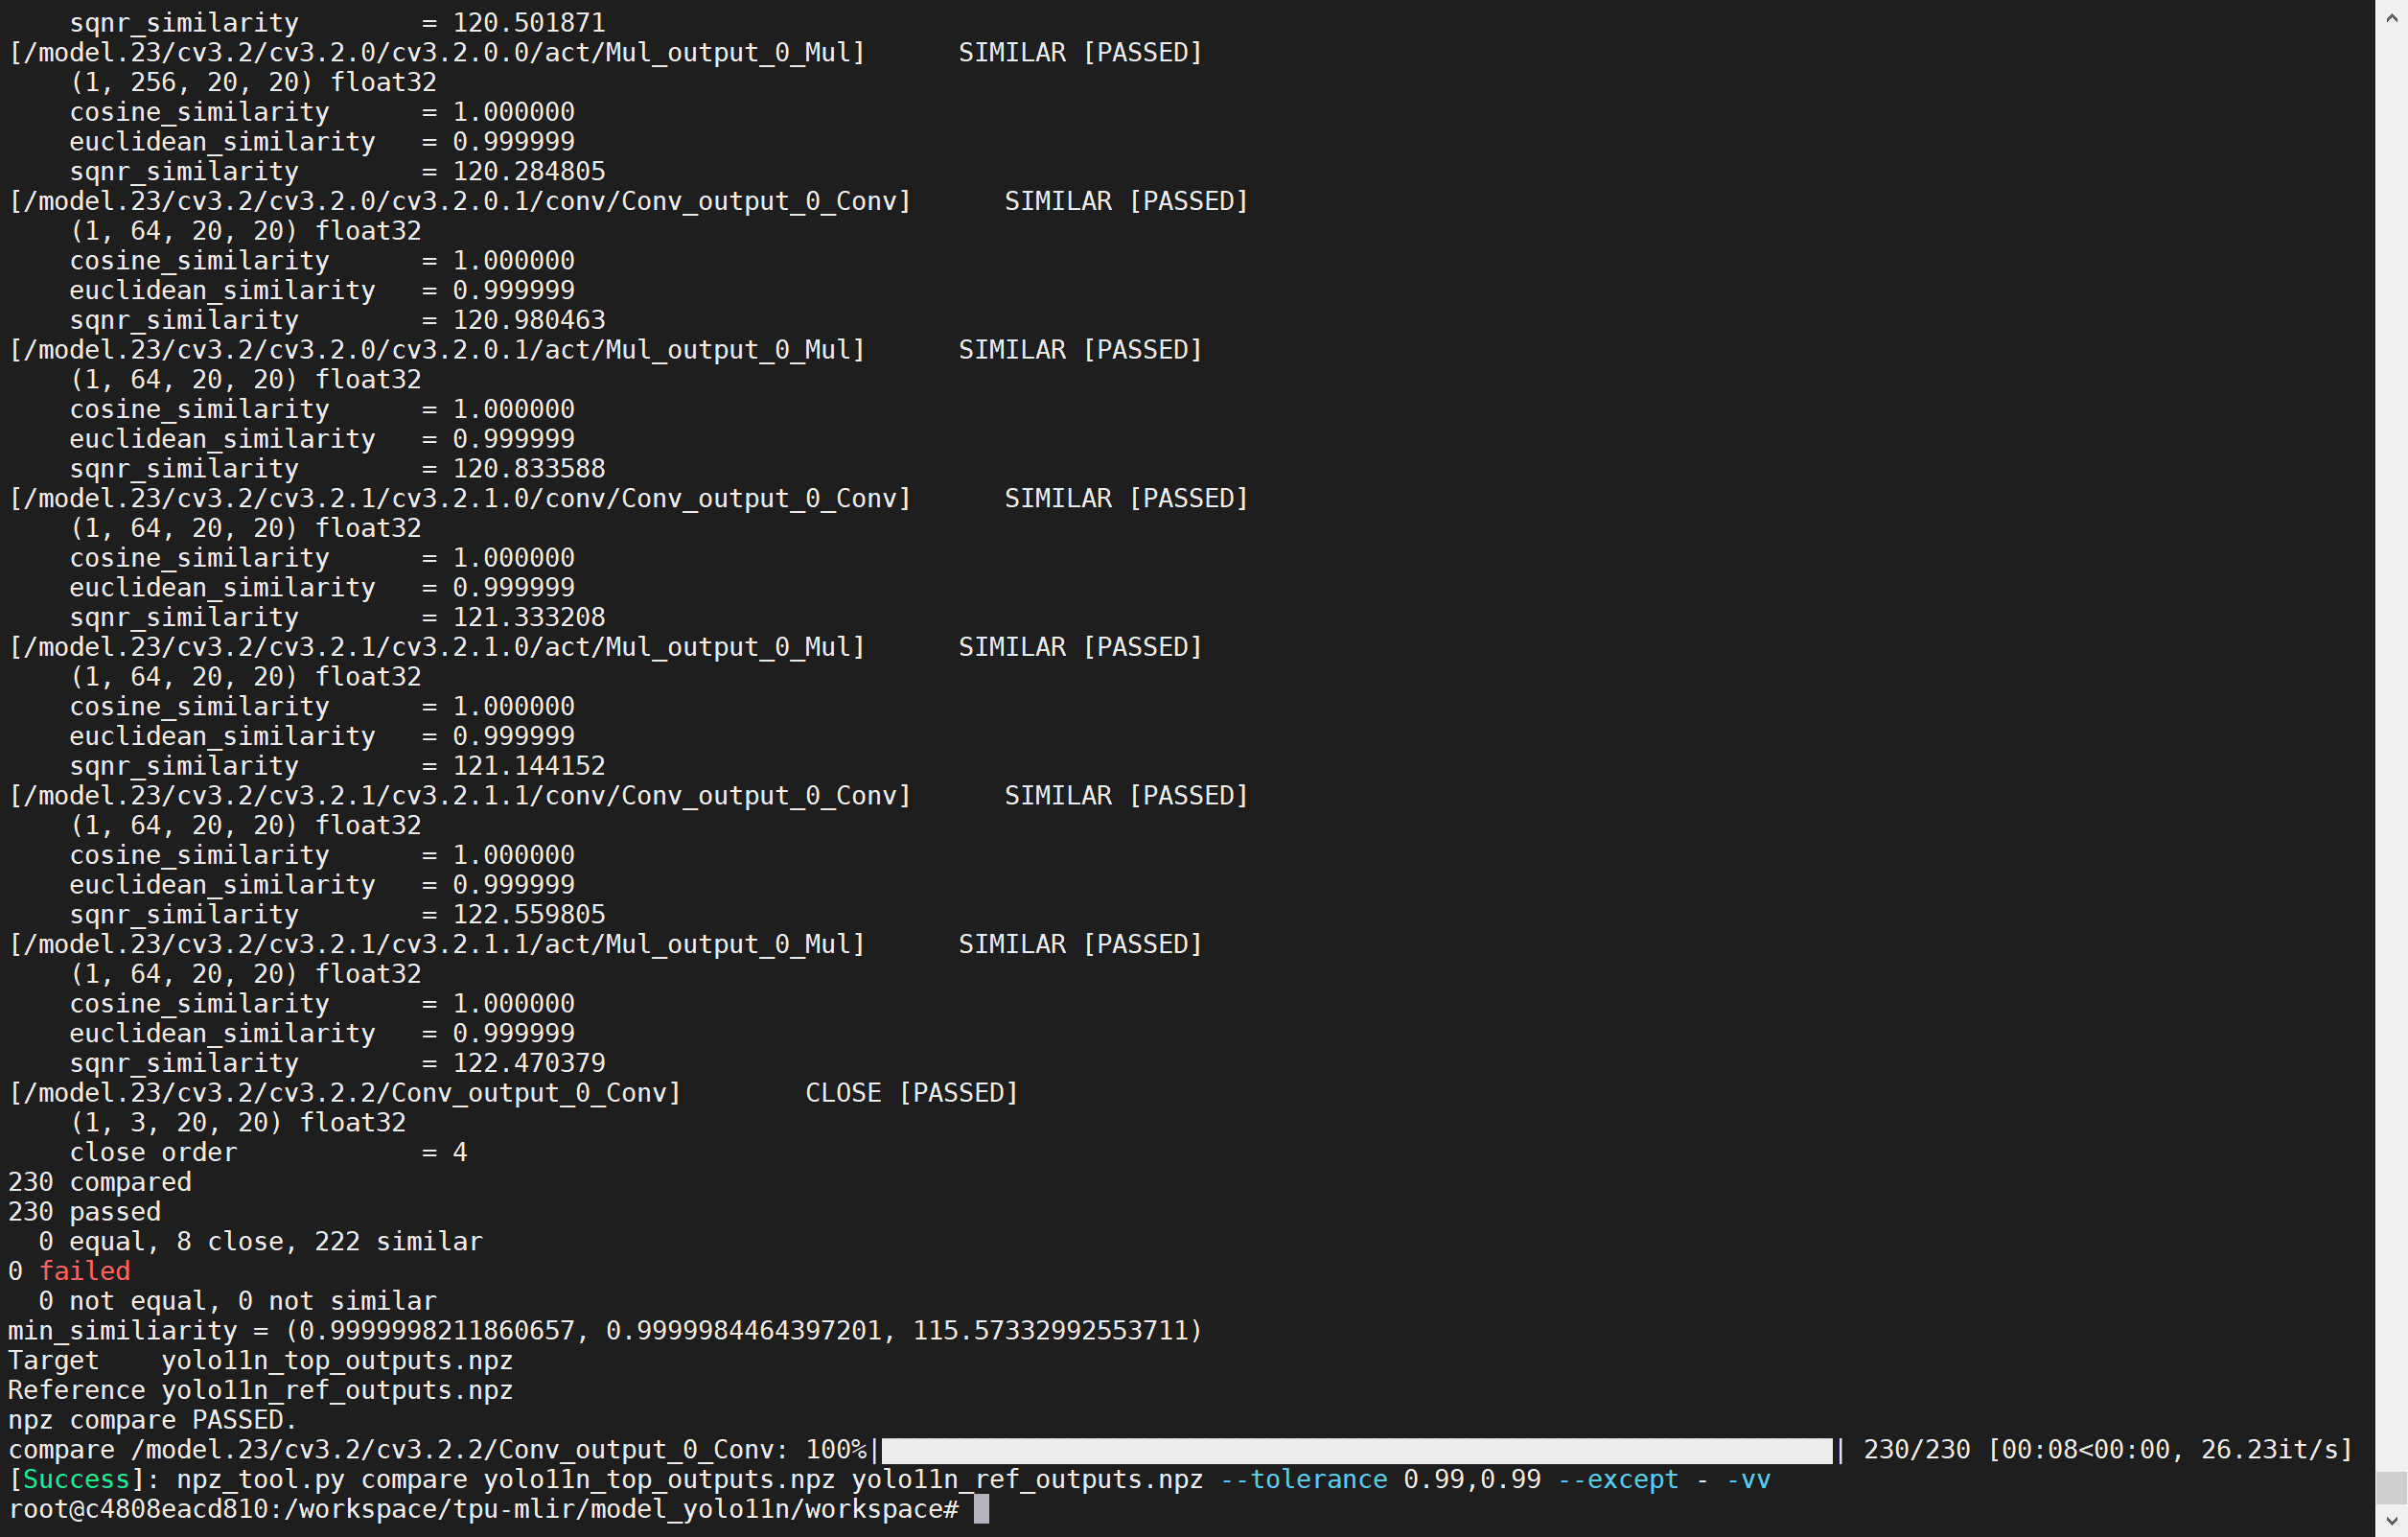 sqnr_similarity        = 120.501871
[/model.23/cv3.2/cv3.2.0/cv3.2.0.0/act/Mul_output_0_Mul]      SIMILAR [PASSED]
    (1, 256, 20, 20) float32
    cosine_similarity      = 1.000000
    euclidean_similarity   = 0.999999
    sqnr_similarity        = 120.284805
[/model.23/cv3.2/cv3.2.0/cv3.2.0.1/conv/Conv_output_0_Conv]      SIMILAR [PASSED]
    (1, 64, 20, 20) float32
    cosine_similarity      = 1.000000
    euclidean_similarity   = 0.999999
    sqnr_similarity        = 120.980463
[/model.23/cv3.2/cv3.2.0/cv3.2.0.1/act/Mul_output_0_Mul]      SIMILAR [PASSED]
    (1, 64, 20, 20) float32
    cosine_similarity      = 1.000000
    euclidean_similarity   = 0.999999
    sqnr_similarity        = 120.833588
[/model.23/cv3.2/cv3.2.1/cv3.2.1.0/conv/Conv_output_0_Conv]      SIMILAR [PASSED]
    (1, 64, 20, 20) float32
    cosine_similarity      = 1.000000
    euclidean_similarity   = 0.999999
    sqnr_similarity        = 121.333208
[/model.23/cv3.2/cv3.2.1/cv3.2.1.0/act/Mul_output_0_Mul]      SIMILAR [PASSED]
    (1, 64, 20, 20) float32
    cosine_similarity      = 1.000000
    euclidean_similarity   = 0.999999
    sqnr_similarity        = 121.144152
[/model.23/cv3.2/cv3.2.1/cv3.2.1.1/conv/Conv_output_0_Conv]      SIMILAR [PASSED]
    (1, 64, 20, 20) float32
    cosine_similarity      = 1.000000
    euclidean_similarity   = 0.999999
    sqnr_similarity        = 122.559805
[/model.23/cv3.2/cv3.2.1/cv3.2.1.1/act/Mul_output_0_Mul]      SIMILAR [PASSED]
    (1, 64, 20, 20) float32
    cosine_similarity      = 1.000000
    euclidean_similarity   = 0.999999
    sqnr_similarity        = 122.470379
[/model.23/cv3.2/cv3.2.2/Conv_output_0_Conv]        CLOSE [PASSED]
    (1, 3, 20, 20) float32
    close order            = 4
230 compared
230 passed
  0 equal, 8 close, 222 similar
0 failed
  0 not equal, 0 not similar
min_similiarity = (0.9999998211860657, 0.9999984464397201, 115.57332992553711)
Target    yolo11n_top_outputs.npz
Reference yolo11n_ref_outputs.npz
npz compare PASSED.
compare /model.23/cv3.2/cv3.2.2/Conv_output_0_Conv: 100%|██████████| 230/230 [00:08<00:00, 26.23it/s]
[Success]: npz_tool.py compare yolo11n_top_outputs.npz yolo11n_ref_outputs.npz --tolerance 0.99,0.99 --except - -vv
root@c4808eacd810:/workspace/tpu-mlir/model_yolo11n/workspace#